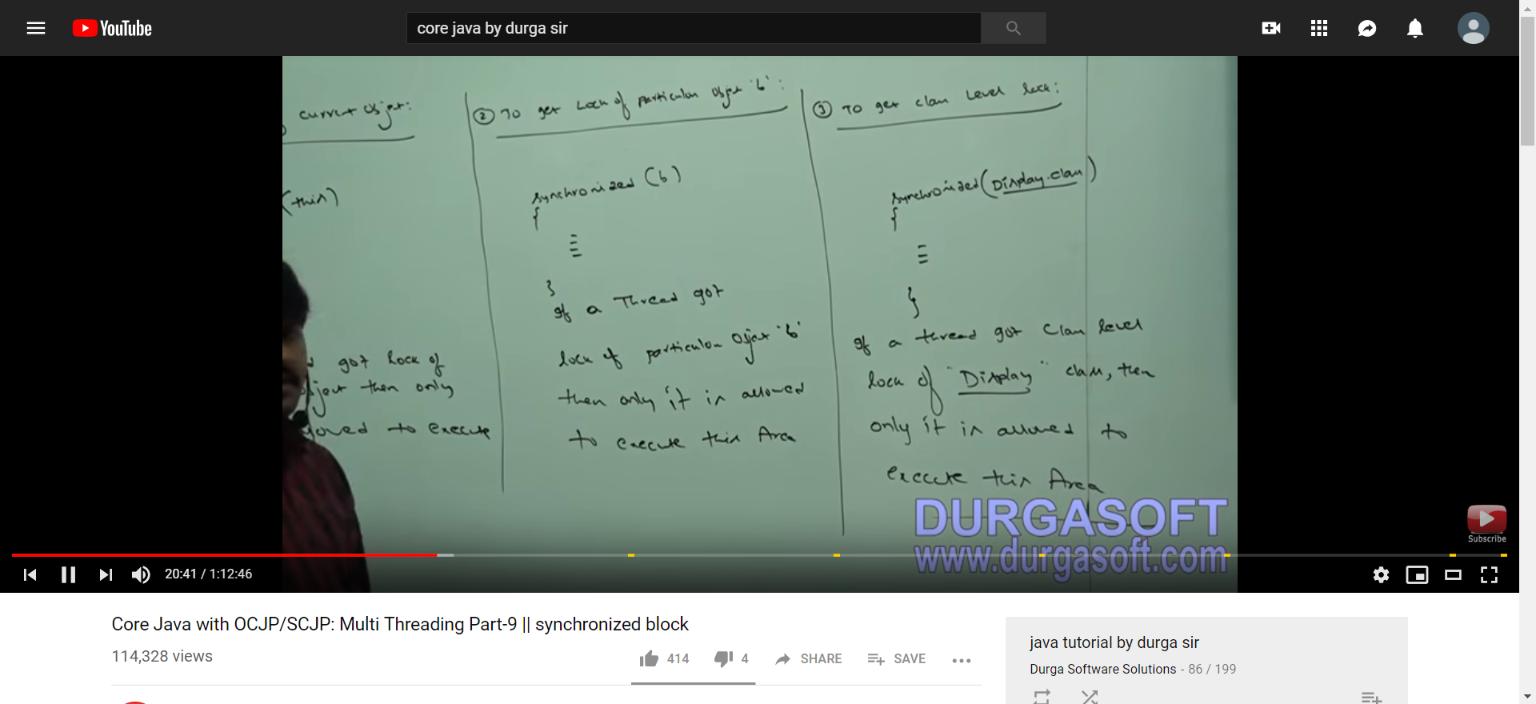 YouTube
core java by durga sir
current object:
② To get Lock of particular object 'b':
③ To get class level lock:
(this)
synchronized (b)
{
}
synchronized(Display.class)
{
}
If a Thread got
lock of particular object 'b'
then only it is allowed
to execute this Area
got lock of
object then only
allowed to execute
If a thread got class level
lock of "Display" class, then
only it is allowed to
execute this Area
DURGASOFT
www.durgasoft.com
Subscribe
20:41 / 1:12:46
Core Java with OCJP/SCJP: Multi Threading Part-9 || synchronized block
114,328 views
414
4
SHARE
SAVE
java tutorial by durga sir
Durga Software Solutions - 86 / 199